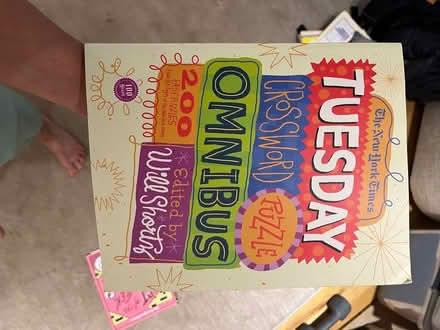 The New York Times
TUESDAY
CROSSWORD
PUZZLE
OMNIBUS
200
Edited by
Will Shortz